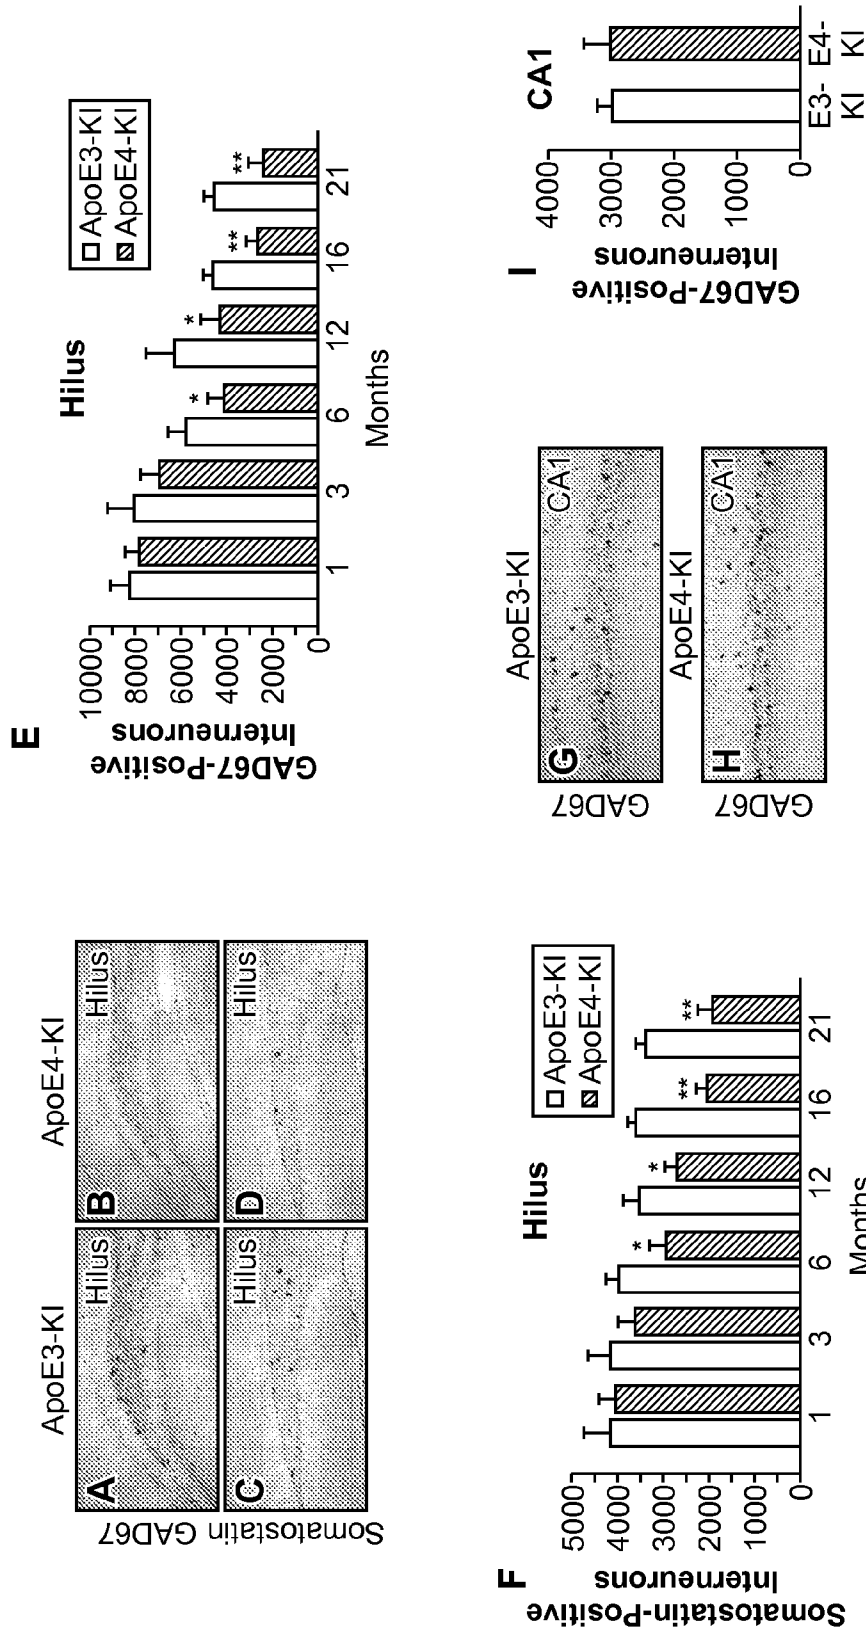 ApoE3-KI
ApoE4-KI
GAD67
A
Hilus
B
Hilus
Somatostatin
C
Hilus
D
Hilus
E
Hilus
ApoE3-KI
ApoE4-KI
GAD67-Positive
Interneurons
10000
8000
6000
4000
2000
0
*
*
**
**
1
3
6
12
16
21
Months
F
Hilus
ApoE3-KI
ApoE4-KI
Somatostatin-Positive
Interneurons
5000
4000
3000
2000
1000
0
*
*
**
**
1
3
6
12
16
21
Months
ApoE3-KI
GAD67
G
CA1
ApoE4-KI
GAD67
H
CA1
I
CA1
GAD67-Positive
Interneurons
4000
3000
2000
1000
0
E3-
KI
E4-
KI